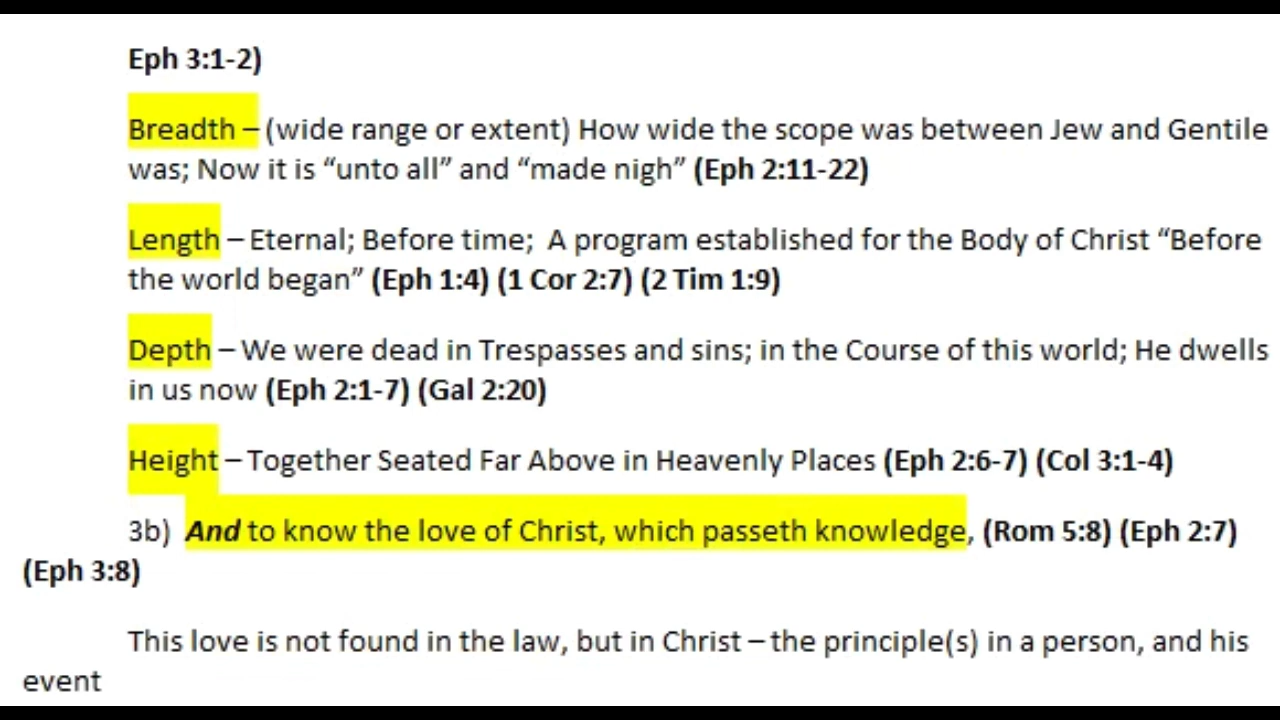 Eph 3:1-2)
Breadth – (wide range or extent) How wide the scope was between Jew and Gentile
was; Now it is “unto all” and “made nigh” (Eph 2:11-22)
Length – Eternal; Before time;  A program established for the Body of Christ “Before
the world began” (Eph 1:4) (1 Cor 2:7) (2 Tim 1:9)
Depth – We were dead in Trespasses and sins; in the Course of this world; He dwells
in us now (Eph 2:1-7) (Gal 2:20)
Height – Together Seated Far Above in Heavenly Places (Eph 2:6-7) (Col 3:1-4)
3b)  And to know the love of Christ, which passeth knowledge, (Rom 5:8) (Eph 2:7)
(Eph 3:8)
This love is not found in the law, but in Christ – the principle(s) in a person, and his
event